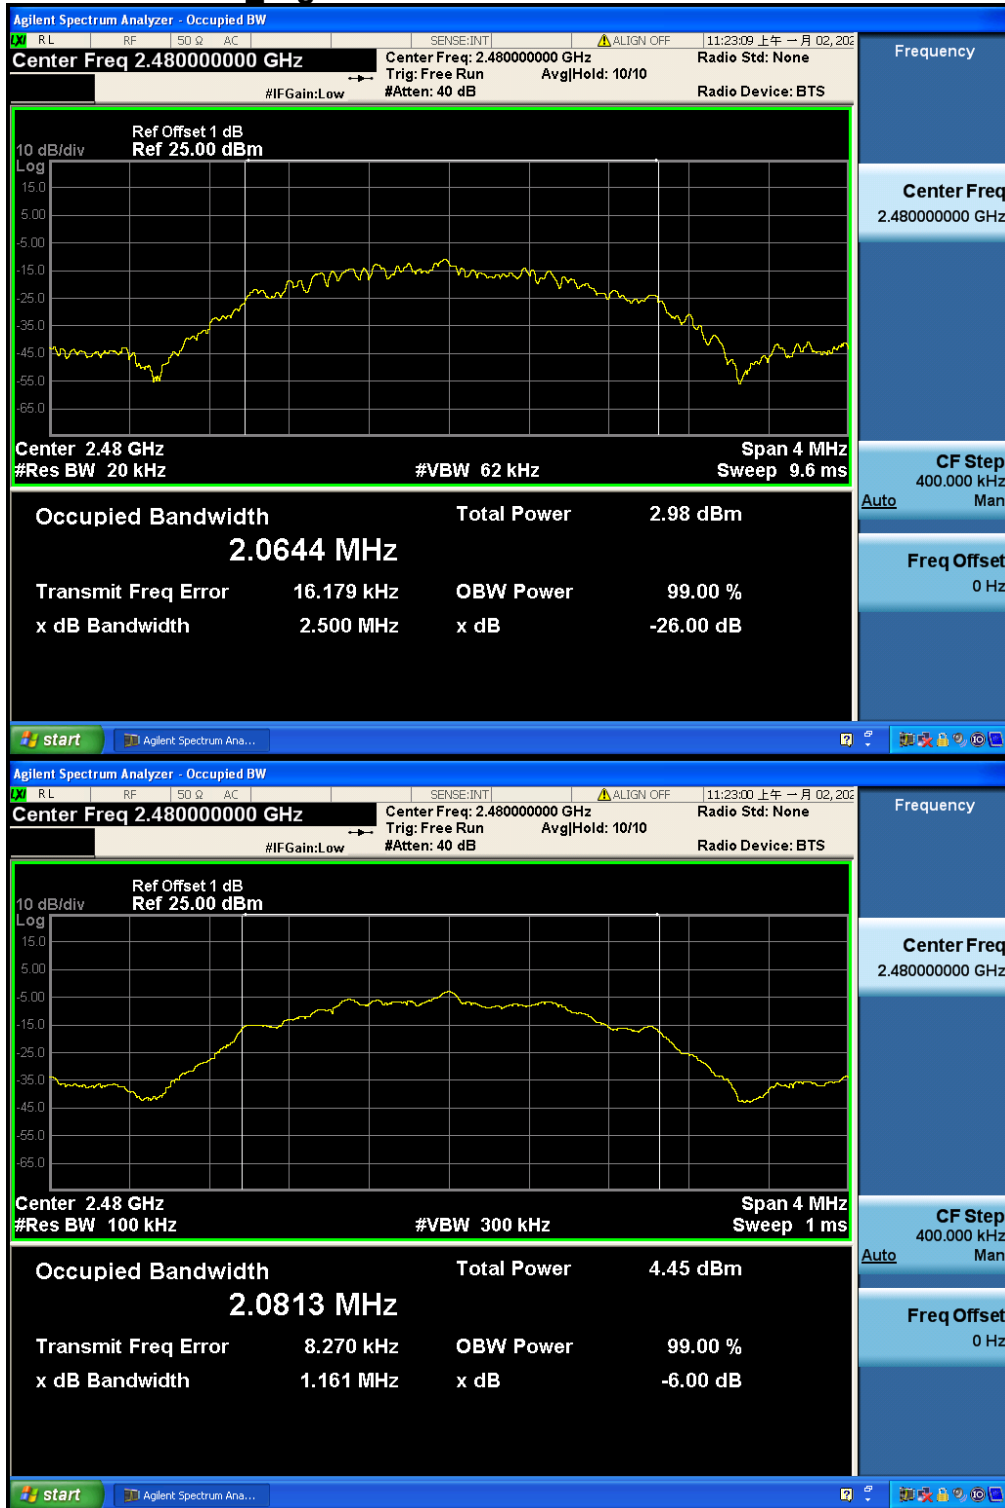 Agilent Spectrum Analyzer - Occupied BW
LXI RL RF 50 Ω AC SENSE:INT ALIGN OFF 11:23:09 上午 一月 02, 202
Center Freq 2.480000000 GHz
Center Freq: 2.480000000 GHz Radio Std: None
Trig: Free Run Avg|Hold: 10/10
#IFGain:Low #Atten: 40 dB Radio Device: BTS
Frequency
Ref Offset 1 dB
10 dB/div Ref 25.00 dBm
Log
15.0
5.00
-5.00
-15.0
-25.0
-35.0
-45.0
-55.0
-65.0
Center Freq
2.480000000 GHz
Center 2.48 GHz Span 4 MHz
#Res BW 20 kHz #VBW 62 kHz Sweep 9.6 ms
CF Step
400.000 kHz
Auto Man
Occupied Bandwidth Total Power 2.98 dBm
2.0644 MHz
Transmit Freq Error 16.179 kHz OBW Power 99.00 %
x dB Bandwidth 2.500 MHz x dB -26.00 dB
Freq Offset
0 Hz
start Agilent Spectrum Ana...
Agilent Spectrum Analyzer - Occupied BW
LXI RL RF 50 Ω AC SENSE:INT ALIGN OFF 11:23:00 上午 一月 02, 202
Center Freq 2.480000000 GHz
Center Freq: 2.480000000 GHz Radio Std: None
Trig: Free Run Avg|Hold: 10/10
#IFGain:Low #Atten: 40 dB Radio Device: BTS
Frequency
Ref Offset 1 dB
10 dB/div Ref 25.00 dBm
Log
15.0
5.00
-5.00
-15.0
-25.0
-35.0
-45.0
-55.0
-65.0
Center Freq
2.480000000 GHz
Center 2.48 GHz Span 4 MHz
#Res BW 100 kHz #VBW 300 kHz Sweep 1 ms
CF Step
400.000 kHz
Auto Man
Occupied Bandwidth Total Power 4.45 dBm
2.0813 MHz
Transmit Freq Error 8.270 kHz OBW Power 99.00 %
x dB Bandwidth 1.161 MHz x dB -6.00 dB
Freq Offset
0 Hz
start Agilent Spectrum Ana...